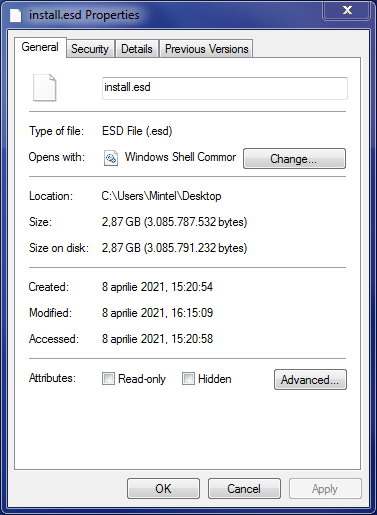 install.esd Properties
General Security Details Previous Versions
install.esd
Type of file: ESD File (.esd)
Opens with: Windows Shell Commor Change...
Location: C:\Users\Mintel\Desktop
Size: 2,87 GB (3.085.787.532 bytes)
Size on disk: 2,87 GB (3.085.791.232 bytes)
Created: 8 aprilie 2021, 15:20:54
Modified: 8 aprilie 2021, 16:15:09
Accessed: 8 aprilie 2021, 15:20:58
Attributes: Read-only Hidden Advanced...
OK Cancel Apply